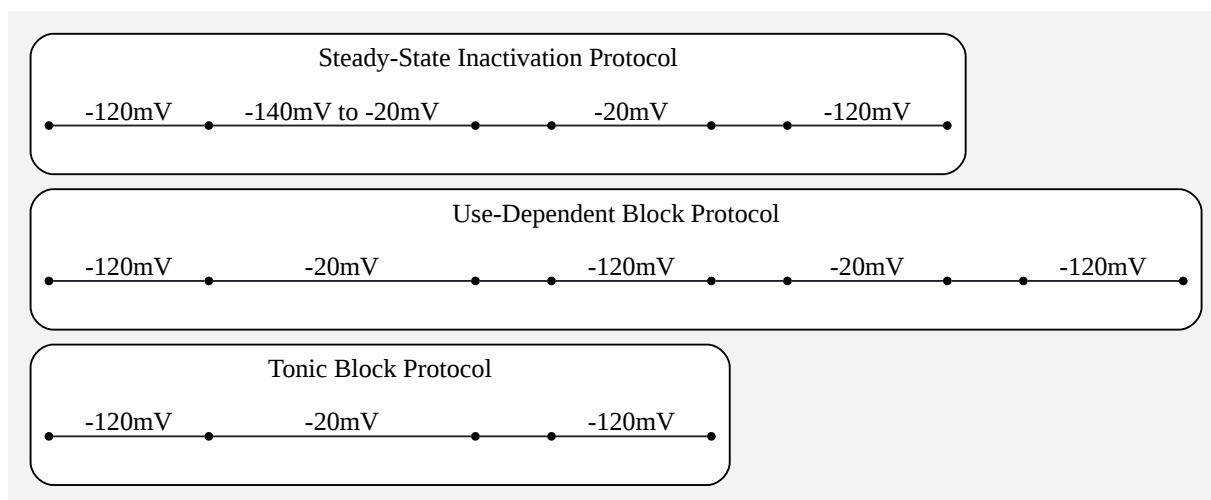 Steady-State Inactivation Protocol
-120mV -140mV to -20mV -20mV -120mV
Use-Dependent Block Protocol
-120mV -20mV -120mV -20mV -120mV
Tonic Block Protocol
-120mV -20mV -120mV